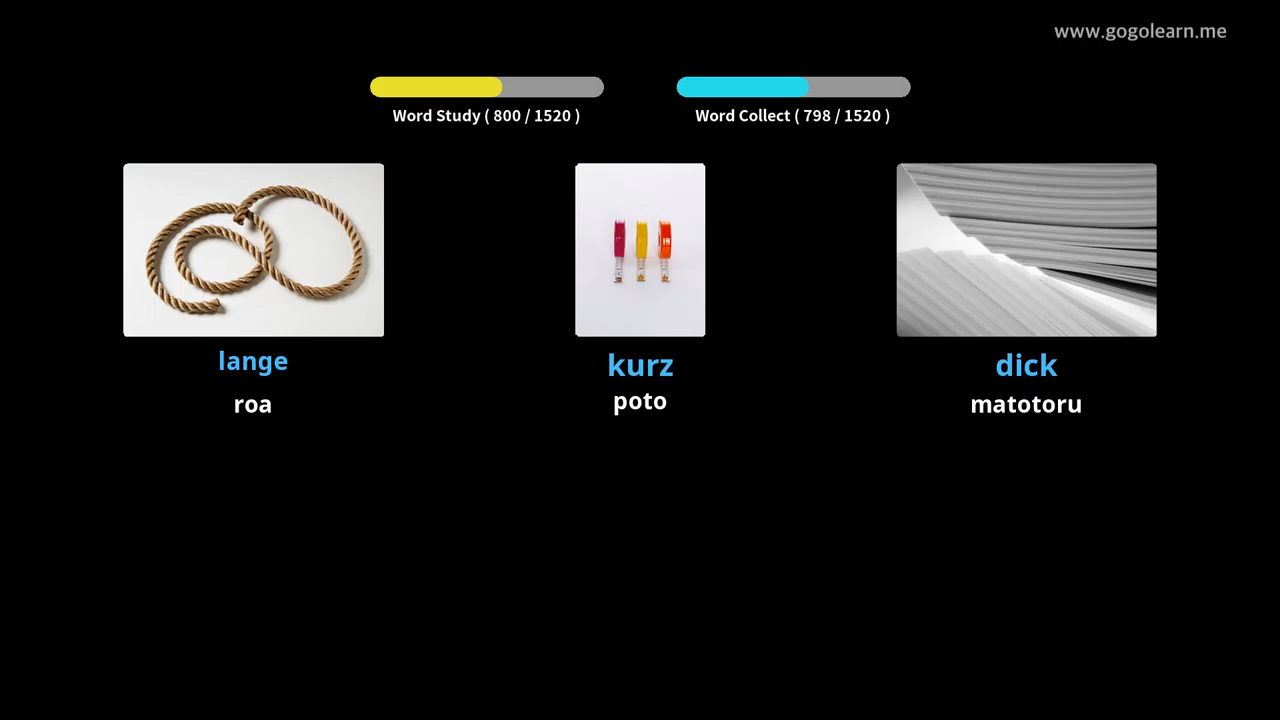 www.gogolearn.me
Word Study ( 800 / 1520 )
Word Collect ( 798 / 1520 )
lange
kurz
dick
roa
poto
matotoru